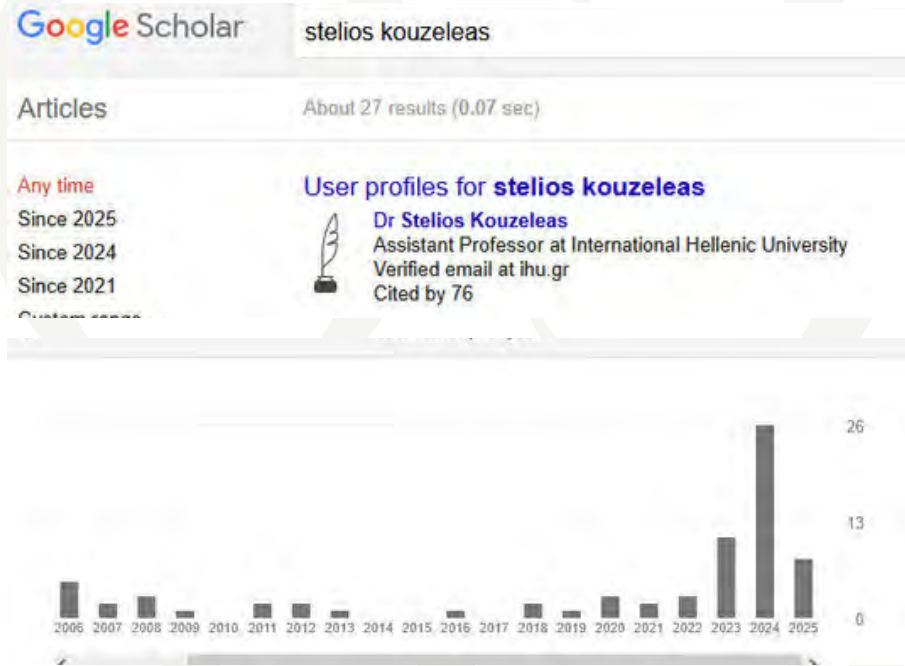 Google Scholar
stelios kouzeleas
Articles
About 27 results (0.07 sec)
Any time
Since 2025
Since 2024
Since 2021
Custom range
User profiles for stelios kouzeleas
Dr Stelios Kouzeleas
Assistant Professor at International Hellenic University
Verified email at ihu.gr
Cited by 76
26
13
0
2006 2007 2008 2009 2010 2011 2012 2013 2014 2015 2016 2017 2018 2019 2020 2021 2022 2023 2024 2025